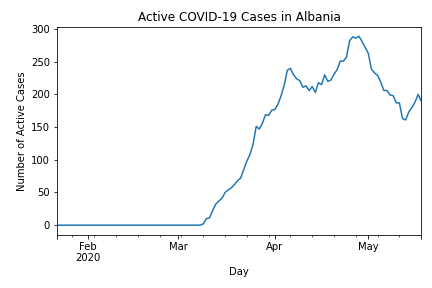 Active COVID-19 Cases in Albania
Number of Active Cases
300
250
200
150
100
50
0
Feb
2020
Mar
Apr
May
Day